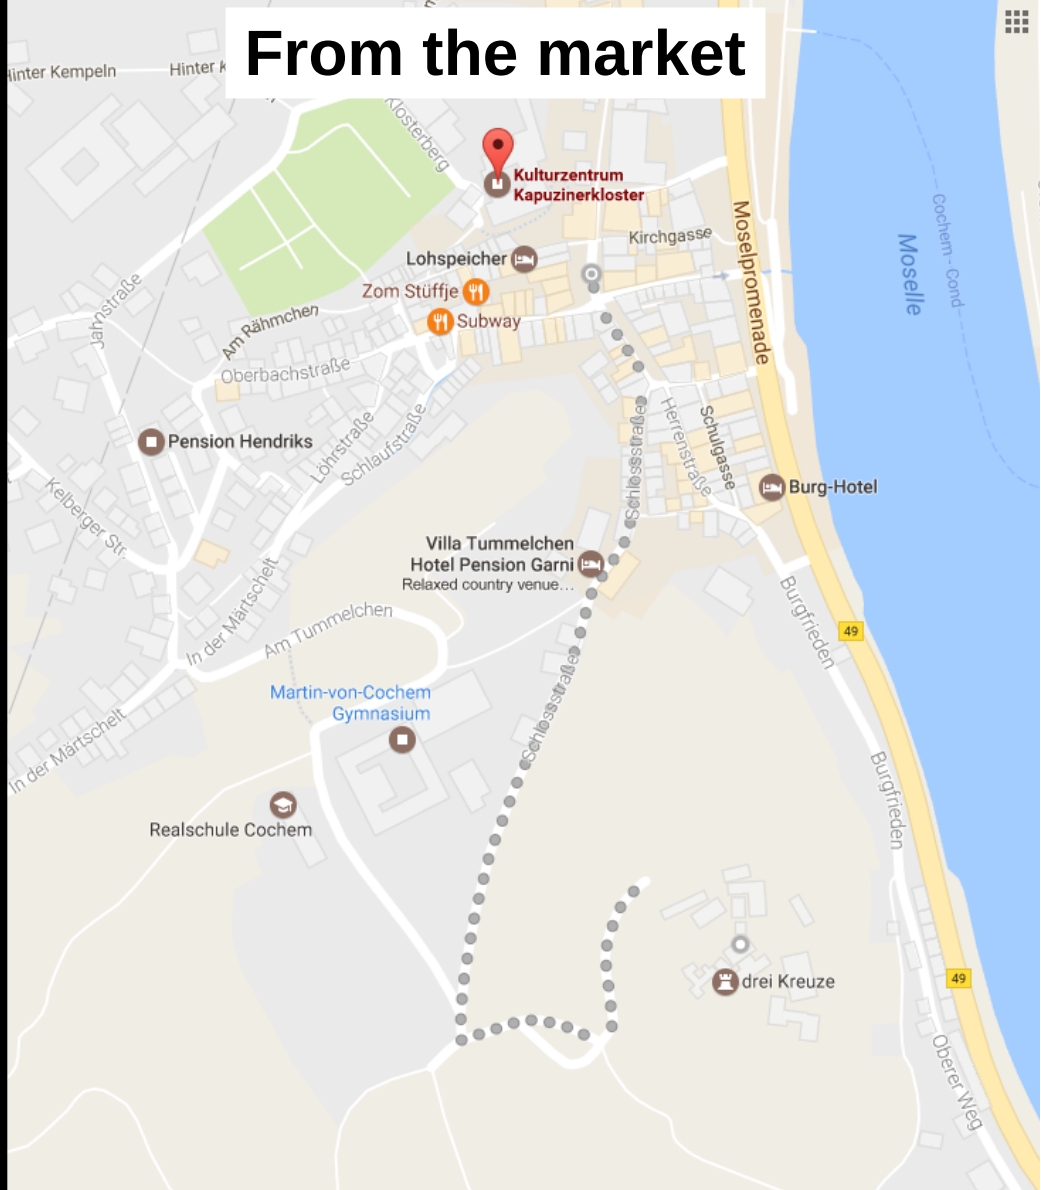 From the market
Hinter Kempeln
Hinter
Klosterberg
Kulturzentrum
Kapuzinerkloster
Kirchgasse
Lohspeicher
Zom Stüffje
Subway
Moselpromenade
Moselle
Cochem - Cond
Jahnstraße
Am Rähmchen
Oberbachstraße
Pension Hendriks
Löhrstraße
Schlaufstraße
Schlossstraße
Herrenstraße
Schulgasse
Burg-Hotel
Kelberger Str.
Villa Tummelchen
Hotel Pension Garni
Relaxed country venue…
In der Märtschelt
Am Tummelchen
Burgfrieden
49
Martin-von-Cochem
Gymnasium
Schlossstraße
In der Märtschelt
Burgfrieden
Realschule Cochem
drei Kreuze
49
Oberer Weg